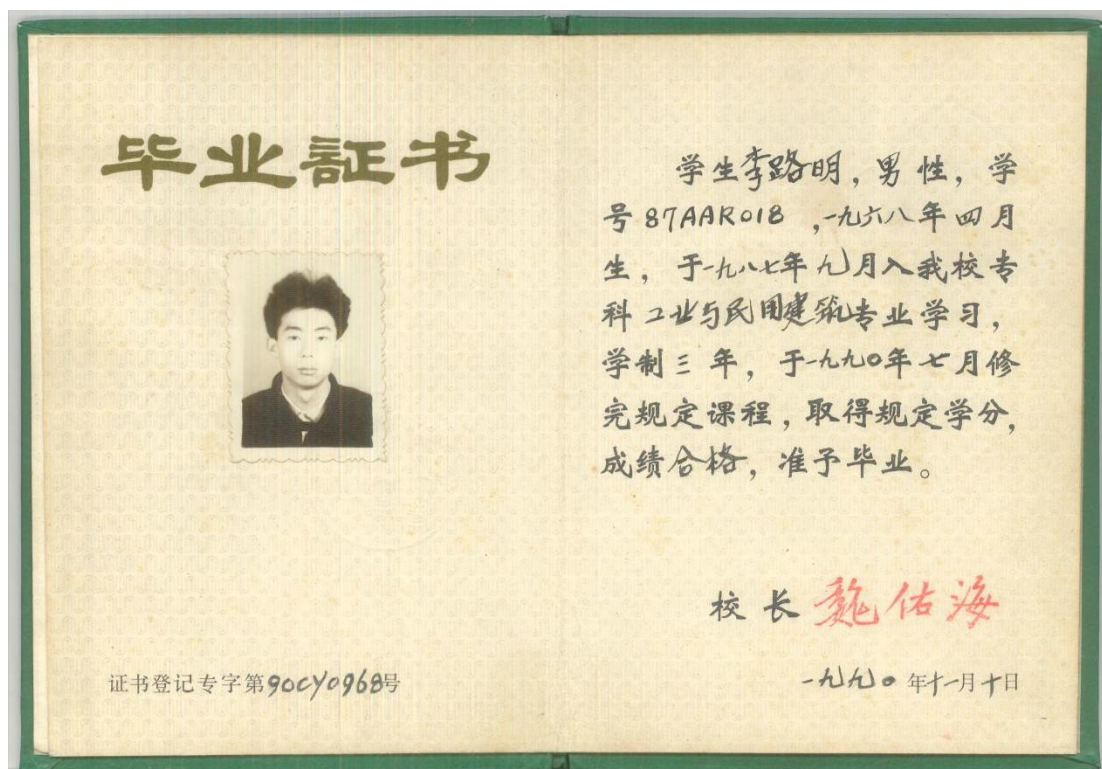 毕业証书
证书登记专字第90CY0968号
学生李路明，男性，学
号87AAR018，一九六八年四月
生，于一九八七年九月入我校专
科工业与民用建筑专业学习，
学制三年，于一九九〇年七月修
完规定课程，取得规定学分，
成绩合格，准予毕业。
校长魏佑海
一九九〇年十一月十日